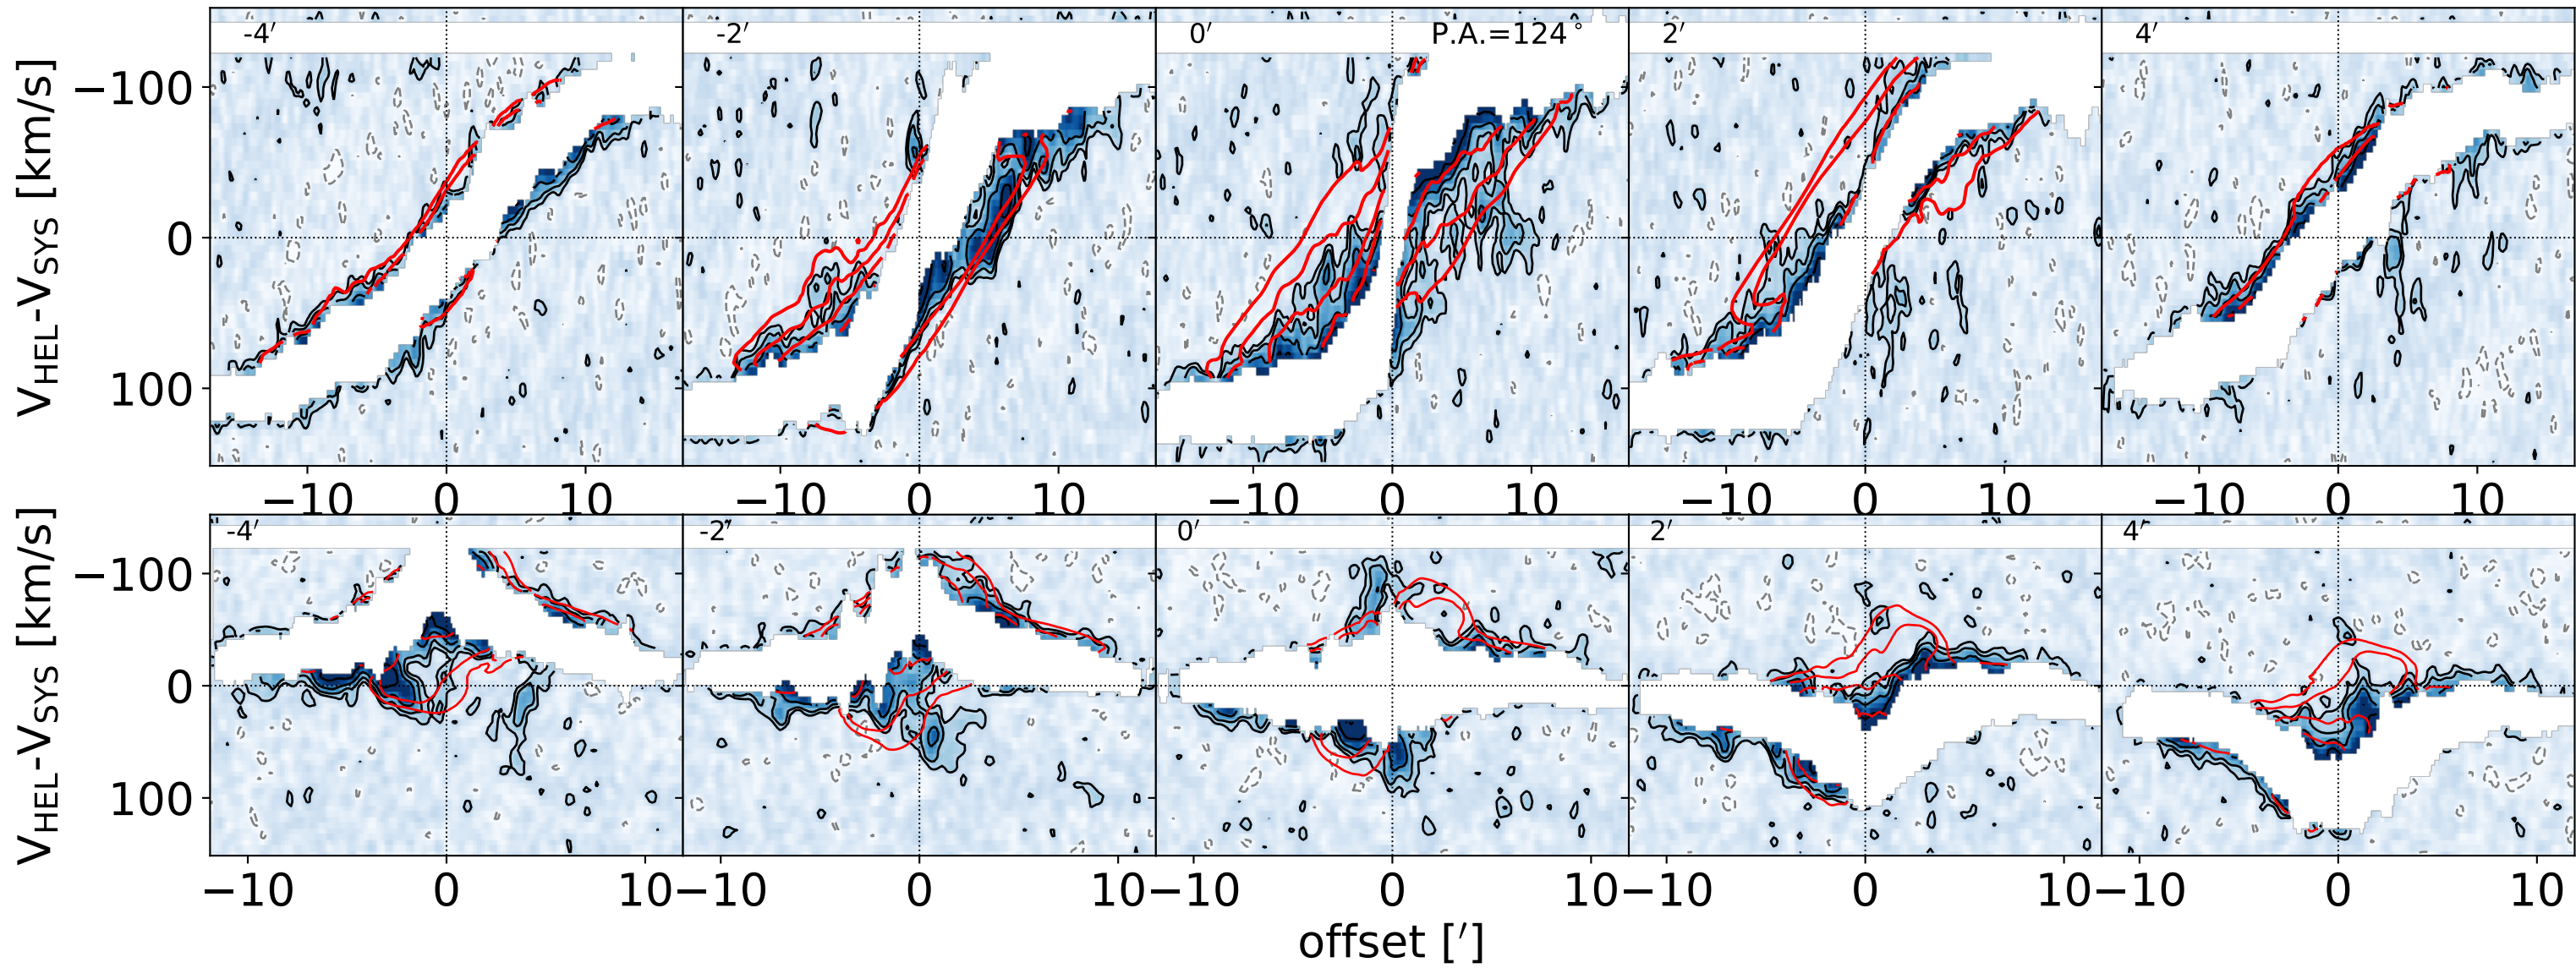 -4′ -2′ 0′ P.A.=124° 2′ 4′
V_HEL-V_SYS [km/s]
−100
0
100
−10 0 10 −10 0 10 −10 0 10 −10 0 10 −10 0 10
-4′ -2′ 0′ 2′ 4′
V_HEL-V_SYS [km/s]
−100
0
100
−10 0 10 −10 0 10 −10 0 10 −10 0 10 −10 0 10
offset [′]